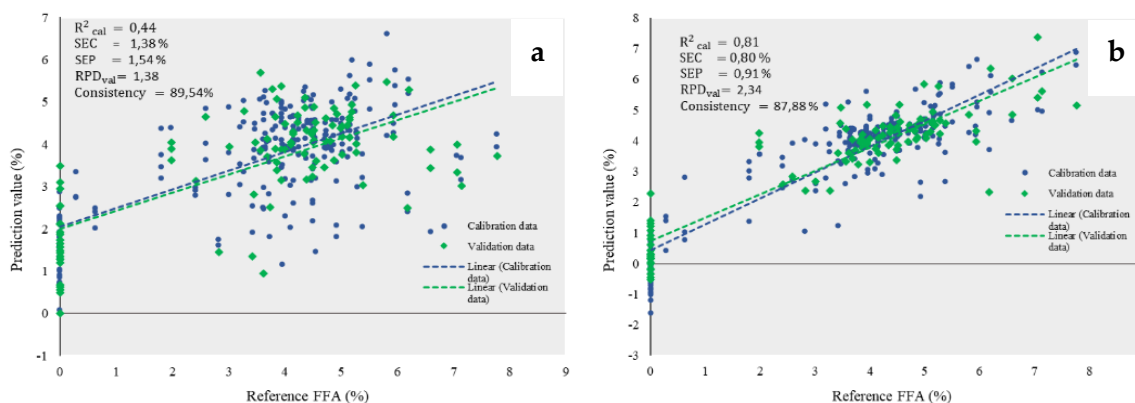 R² cal = 0,44
SEC = 1,38%
SEP = 1,54%
RPDval= 1,38
Consistency = 89,54%
a
7
6
5
4
3
2
1
0
-1
Prediction value (%)
0 1 2 3 4 5 6 7 8 9
Reference FFA (%)
Calibration data
Validation data
Linear (Calibration
data)
Linear (Validation
data)
R² cal = 0,81
SEC = 0,80%
SEP = 0,91%
RPDval= 2,34
Consistency = 87,88%
b
8
7
6
5
4
3
2
1
0
-1
-2
-3
Prediction value (%)
0 1 2 3 4 5 6 7 8
Reference FFA (%)
Calibration data
Validation data
Linear (Calibration
data)
Linear (Validation
data)